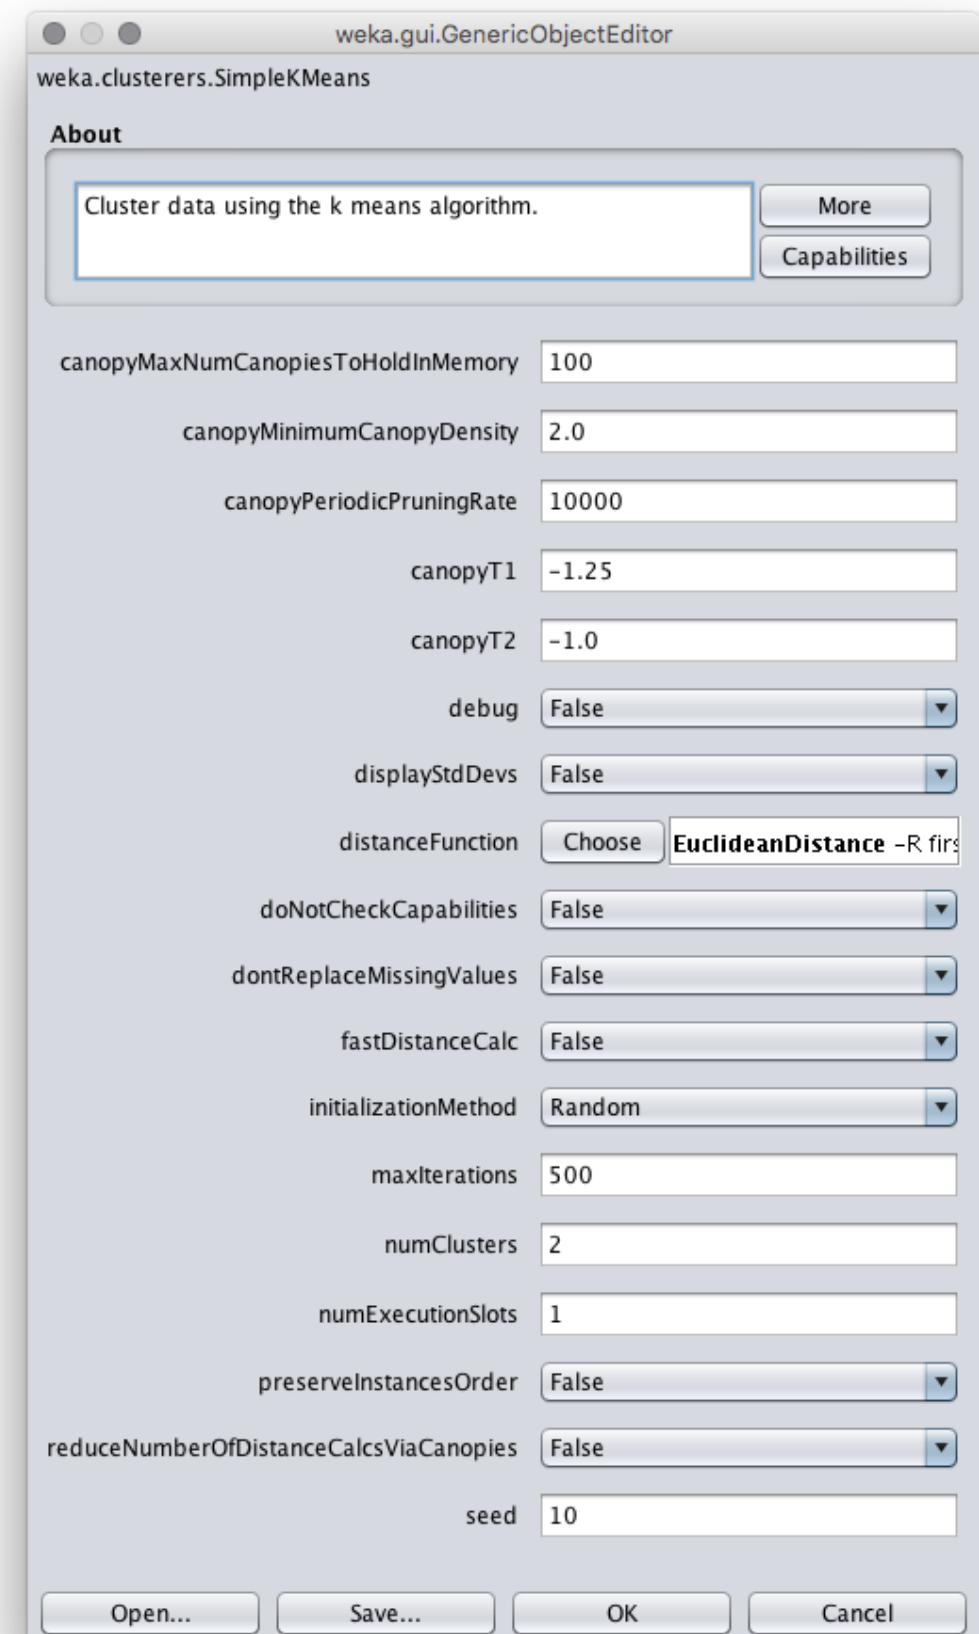 weka.gui.GenericObjectEditor
weka.clusterers.SimpleKMeans
About
Cluster data using the k means algorithm.
More
Capabilities
canopyMaxNumCanopiesToHoldInMemory 100
canopyMinimumCanopyDensity 2.0
canopyPeriodicPruningRate 10000
canopyT1 -1.25
canopyT2 -1.0
debug False
displayStdDevs False
distanceFunction Choose EuclideanDistance -R firs
doNotCheckCapabilities False
dontReplaceMissingValues False
fastDistanceCalc False
initializationMethod Random
maxIterations 500
numClusters 2
numExecutionSlots 1
preserveInstancesOrder False
reduceNumberOfDistanceCalcsViaCanopies False
seed 10
Open... Save... OK Cancel